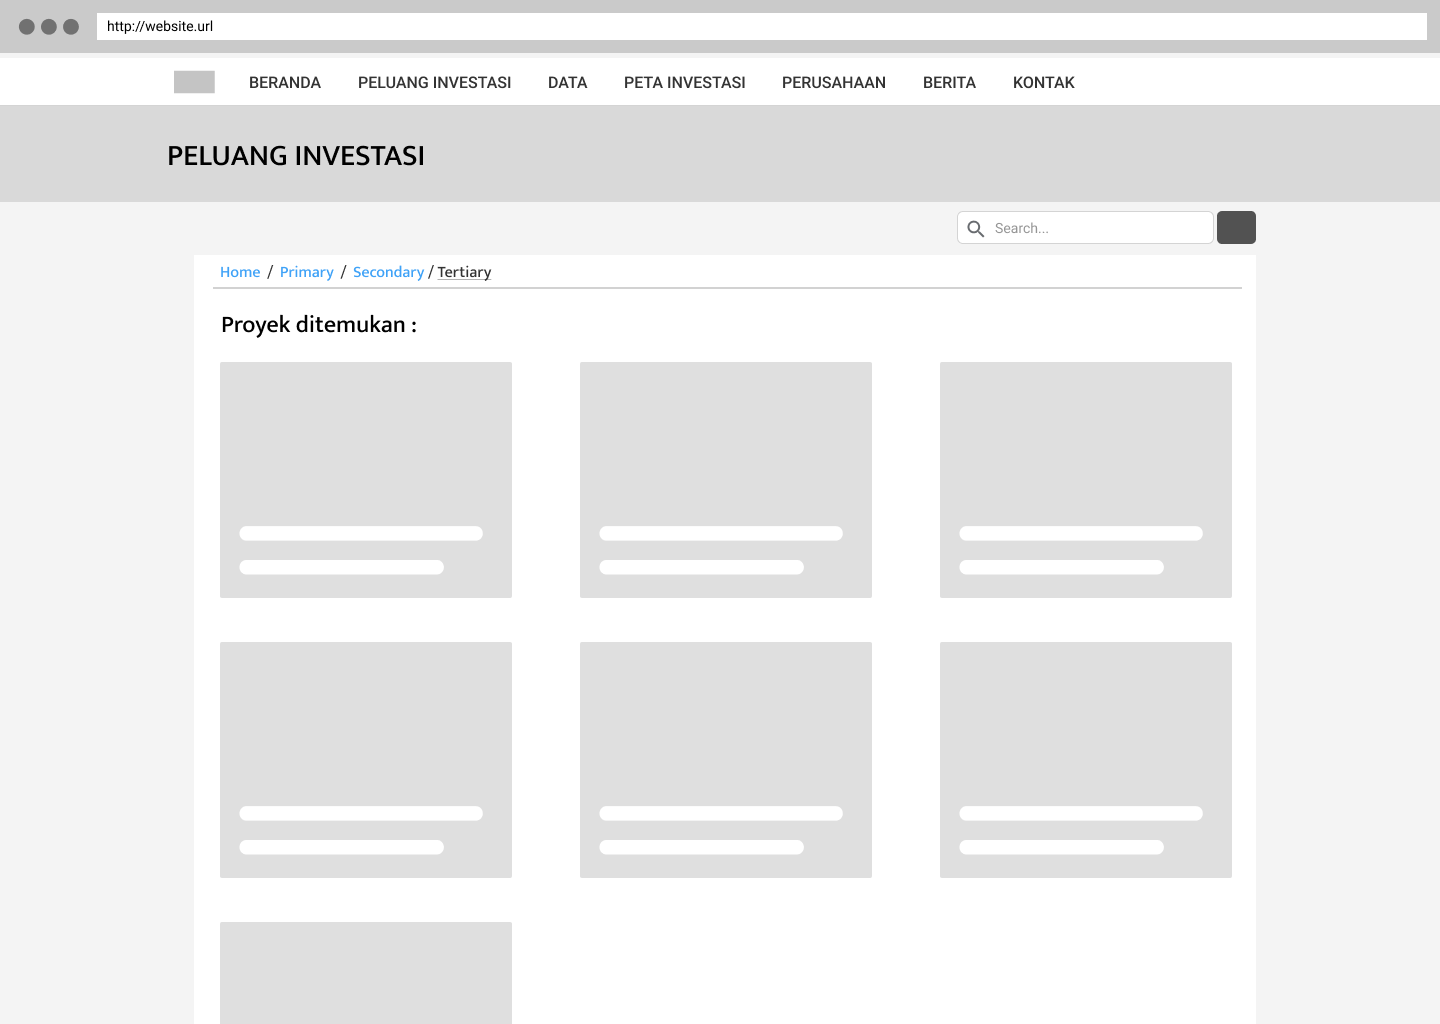 http://website.url
BERANDA PELUANG INVESTASI DATA PETA INVESTASI PERUSAHAAN BERITA KONTAK
PELUANG INVESTASI
Search...
Home / Primary / Secondary / Tertiary
Proyek ditemukan :